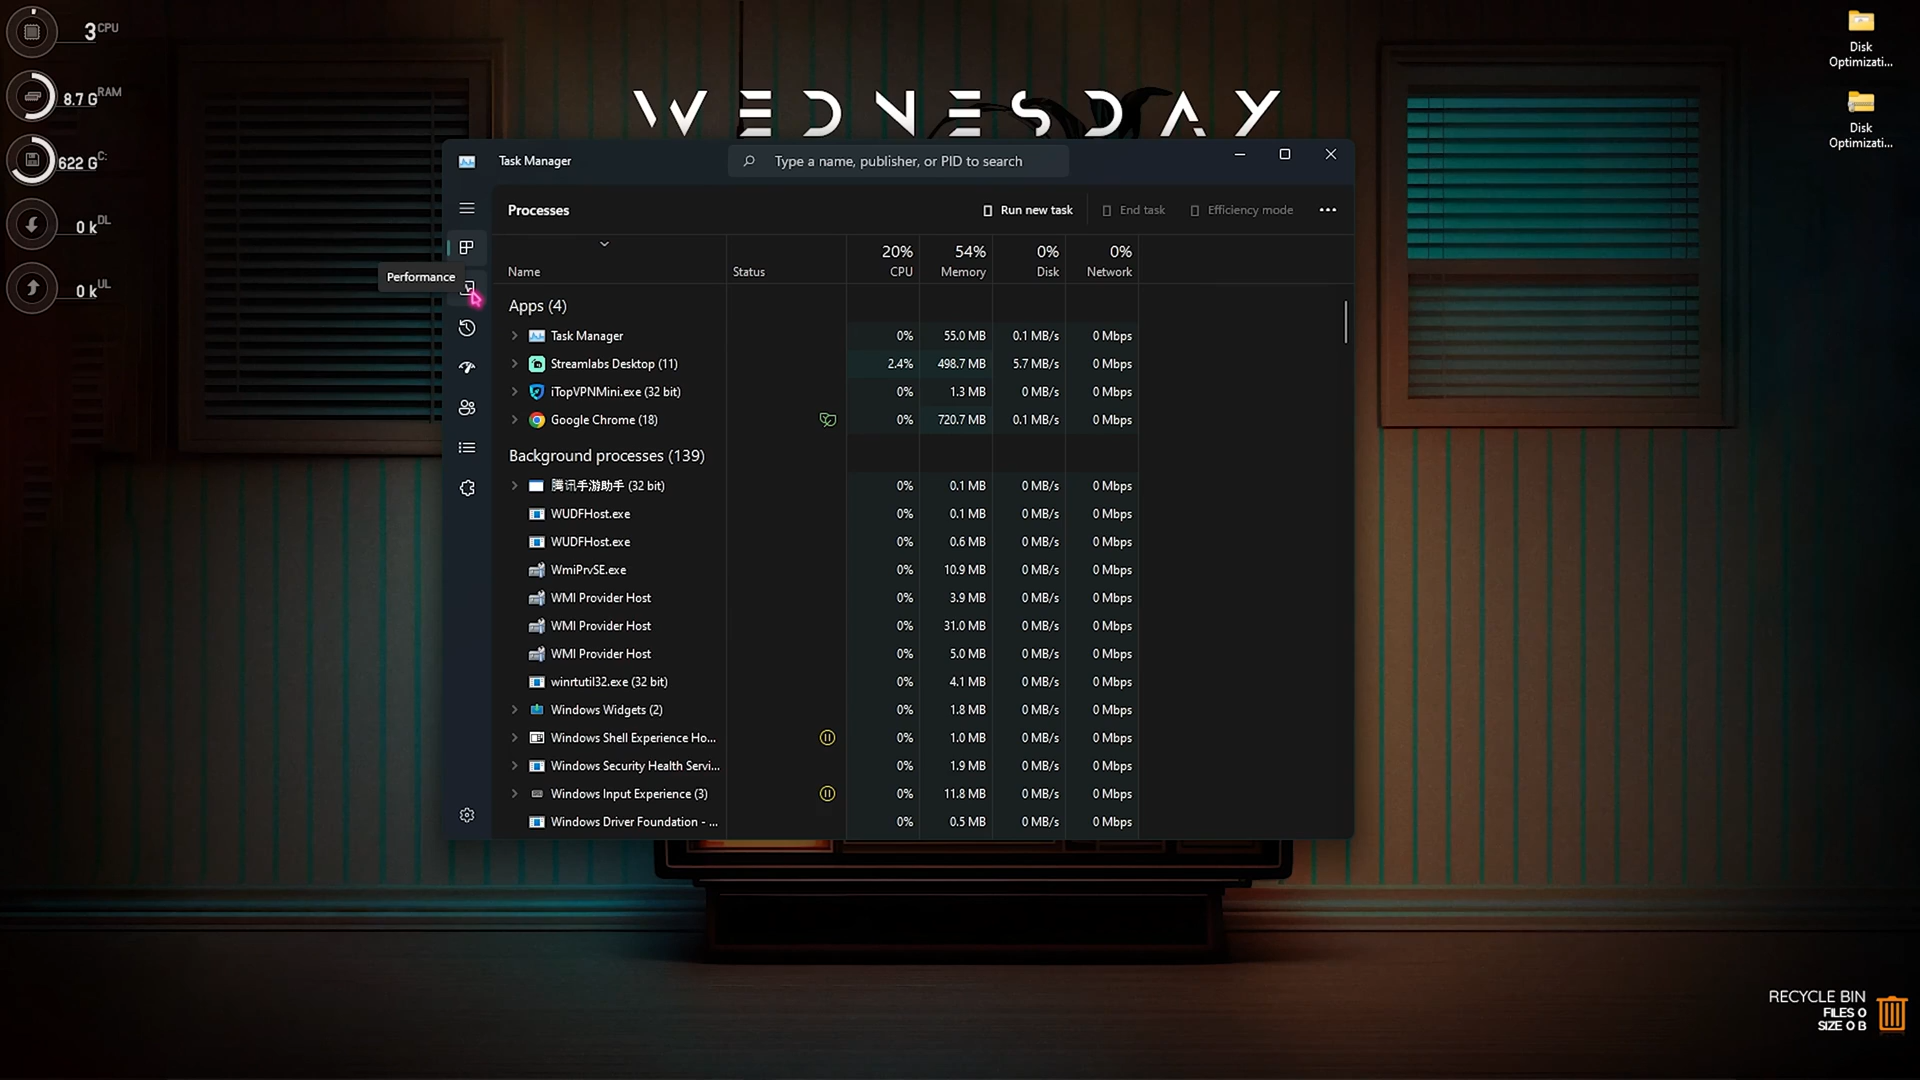 3 CPU
8.7 G RAM
622 G C:
0 k DL
0 k UL
WEDNESDAY
Disk
Optimizati...
Disk
Optimizati...
Task Manager
Type a name, publisher, or PID to search
Processes
Run new task
End task
Efficiency mode
Performance
20% 54% 0% 0%
Name Status CPU Memory Disk Network
Apps (4)
Task Manager 0% 55.0 MB 0.1 MB/s 0 Mbps
Streamlabs Desktop (11) 2.4% 498.7 MB 5.7 MB/s 0 Mbps
iTopVPNMini.exe (32 bit) 0% 1.3 MB 0 MB/s 0 Mbps
Google Chrome (18) 0% 720.7 MB 0.1 MB/s 0 Mbps
Background processes (139)
腾讯手游助手 (32 bit) 0% 0.1 MB 0 MB/s 0 Mbps
WUDFHost.exe 0% 0.1 MB 0 MB/s 0 Mbps
WUDFHost.exe 0% 0.6 MB 0 MB/s 0 Mbps
WmiPrvSE.exe 0% 10.9 MB 0 MB/s 0 Mbps
WMI Provider Host 0% 3.9 MB 0 MB/s 0 Mbps
WMI Provider Host 0% 31.0 MB 0 MB/s 0 Mbps
WMI Provider Host 0% 5.0 MB 0 MB/s 0 Mbps
winrtutil32.exe (32 bit) 0% 4.1 MB 0 MB/s 0 Mbps
Windows Widgets (2) 0% 1.8 MB 0 MB/s 0 Mbps
Windows Shell Experience Ho... 0% 1.0 MB 0 MB/s 0 Mbps
Windows Security Health Servi... 0% 1.9 MB 0 MB/s 0 Mbps
Windows Input Experience (3) 0% 11.8 MB 0 MB/s 0 Mbps
Windows Driver Foundation - ... 0% 0.5 MB 0 MB/s 0 Mbps
RECYCLE BIN
FILES 0
SIZE 0 B